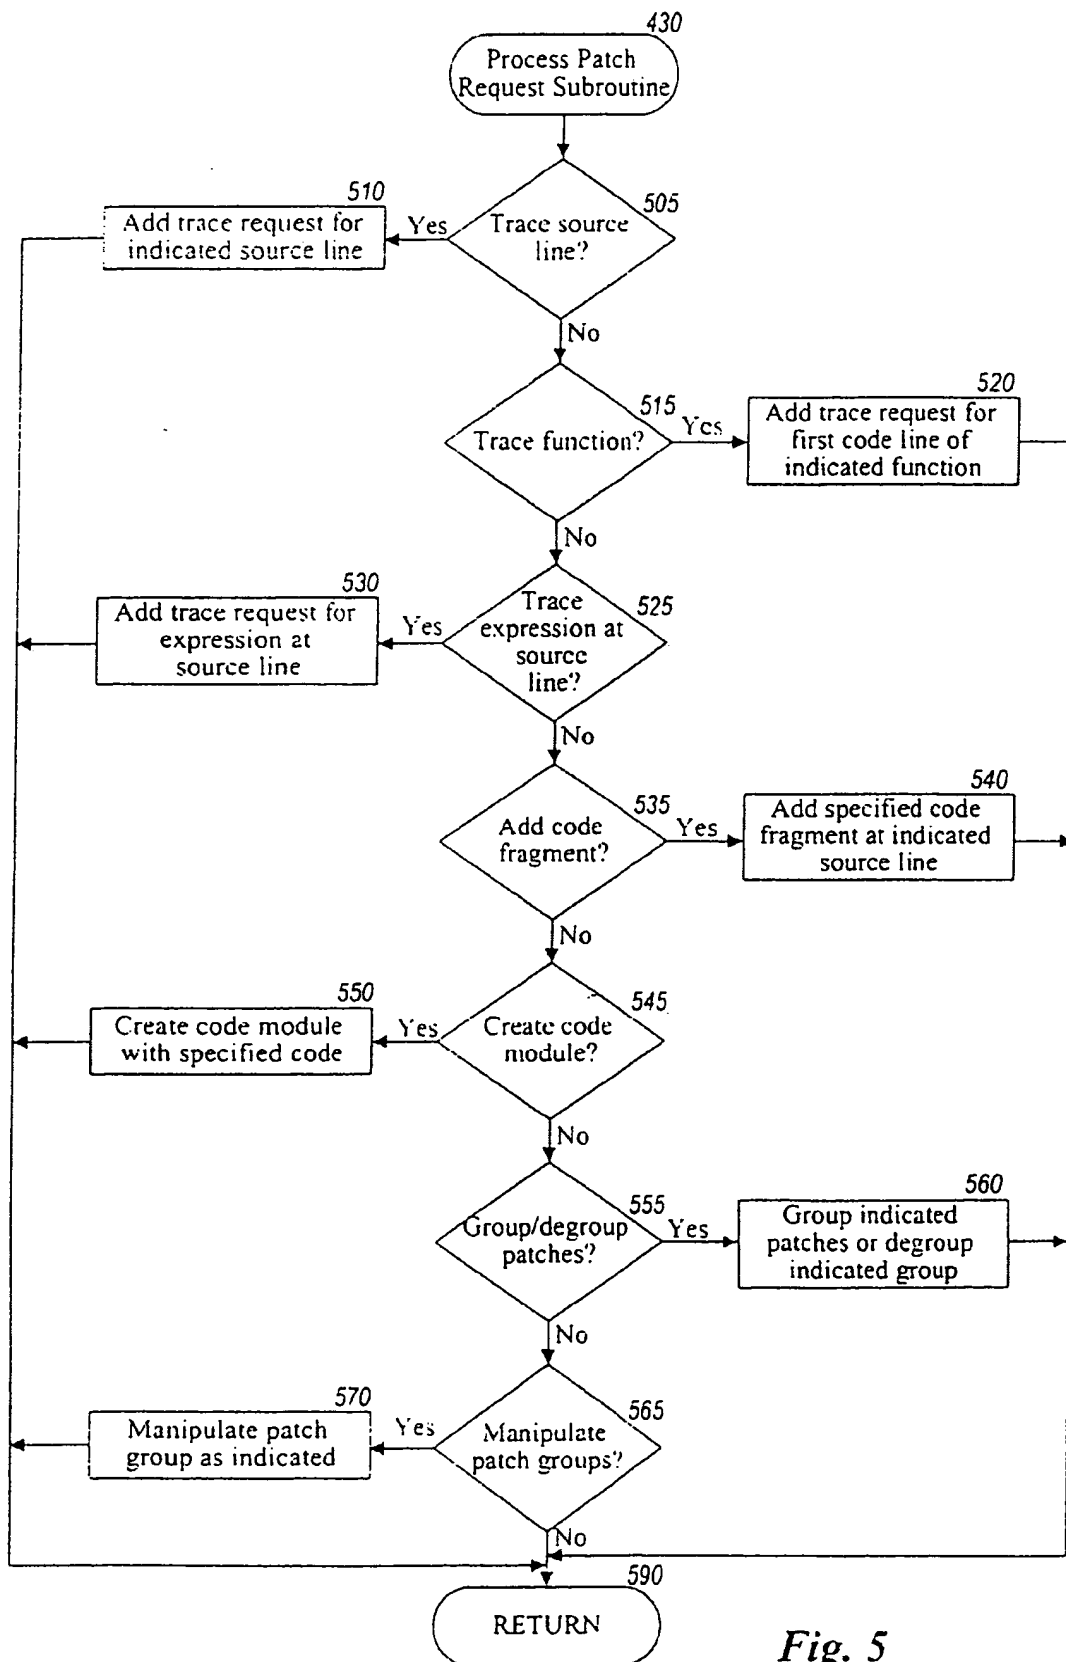 430
Process Patch
Request Subroutine
510
Add trace request for
indicated source line
Yes
505
Trace source
line?
No
515
Trace function?
Yes
520
Add trace request for
first code line of
indicated function
No
530
Add trace request for
expression at
source line
Yes
525
Trace
expression at
source
line?
No
535
Add code
fragment?
Yes
540
Add specified code
fragment at indicated
source line
No
550
Create code module
with specified code
Yes
545
Create code
module?
No
555
Group/degroup
patches?
Yes
560
Group indicated
patches or degroup
indicated group
No
570
Manipulate patch
group as indicated
Yes
565
Manipulate
patch groups?
No
590
RETURN
Fig. 5